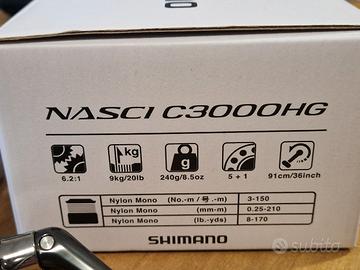 NASCI C3000HG
kg g
6.2:1 9kg/20lb 240g/8.5oz 5 + 1 91cm/36inch
Nylon Mono (No.-m / 号.-m) 3-150
Nylon Mono (mm-m) 0.25-210
Nylon Mono (lb.-yds) 8-170
SHIMANO
subito